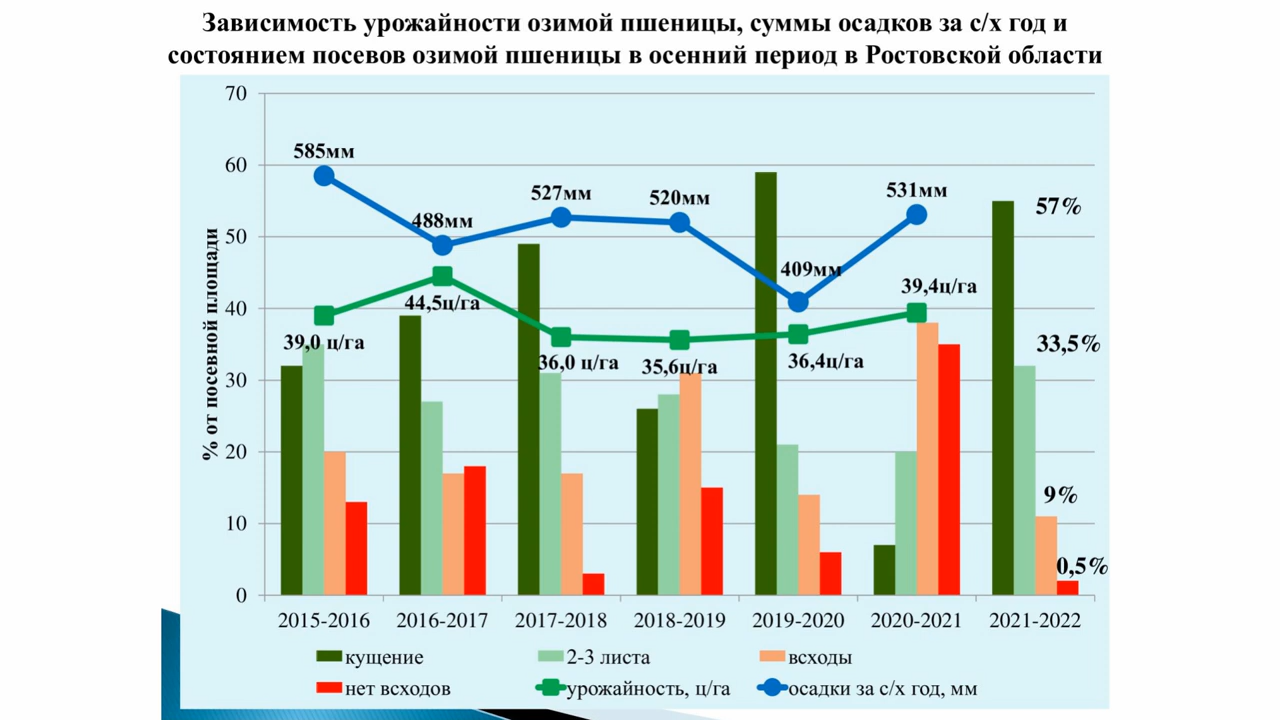 Зависимость урожайности озимой пшеницы, суммы осадков за с/х год и
состоянием посевов озимой пшеницы в осенний период в Ростовской области
% от посевной площади
70
60
50
40
30
20
10
0
585мм
488мм
527мм
520мм
409мм
531мм
39,0 ц/га
44,5ц/га
36,0 ц/га
35,6ц/га
36,4ц/га
39,4ц/га
57%
33,5%
9%
0,5%
2015-2016 2016-2017 2017-2018 2018-2019 2019-2020 2020-2021 2021-2022
кущение 2-3 листа всходы
нет всходов урожайность, ц/га осадки за с/х год, мм